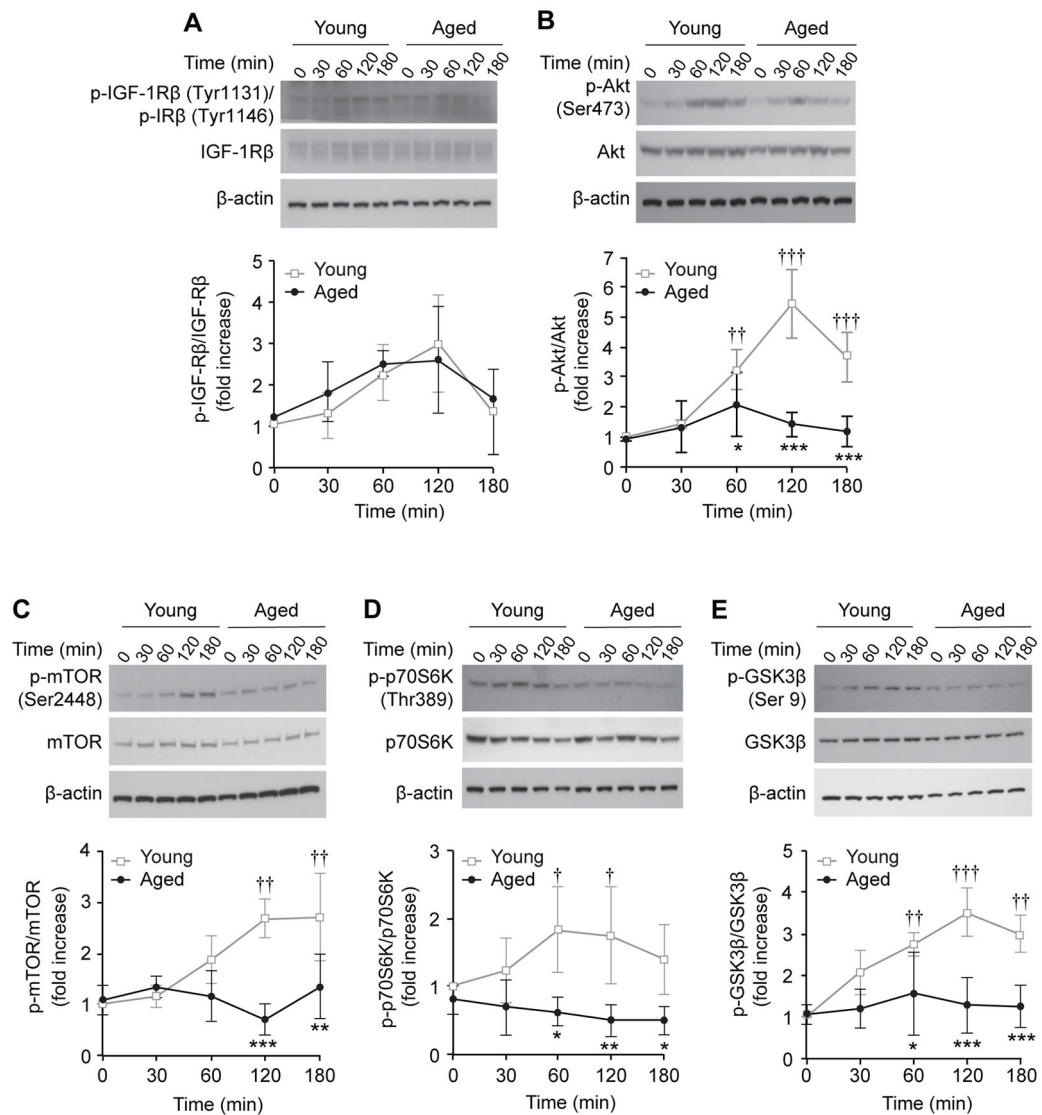 A
Young Aged
Time (min) 0 30 60 120 180 0 30 60 120 180
p-IGF-1Rβ (Tyr1131)/
p-IRβ (Tyr1146)
IGF-1Rβ
β-actin
5
4
3
2
1
0
p-IGF-Rβ/IGF-Rβ
(fold increase)
Young
Aged
0 30 60 120 180
Time (min)
B
Young Aged
Time (min) 0 30 60 120 180 0 30 60 120 180
p-Akt
(Ser473)
Akt
β-actin
7
6
5
4
3
2
1
0
p-Akt/Akt
(fold increase)
Young
Aged
†† ††† †††
* *** ***
0 30 60 120 180
Time (min)
C
Young Aged
Time (min) 0 30 60 120 180 0 30 60 120 180
p-mTOR
(Ser2448)
mTOR
β-actin
4
3
2
1
0
p-mTOR/mTOR
(fold increase)
Young
Aged
†† ††
*** **
0 30 60 120 180
Time (min)
D
Young Aged
Time (min) 0 30 60 120 180 0 30 60 120 180
p-p70S6K
(Thr389)
p70S6K
β-actin
3
2
1
0
p-p70S6K/p70S6K
(fold increase)
Young
Aged
† †
* ** *
0 30 60 120 180
Time (min)
E
Young Aged
Time (min) 0 30 60 120 180 0 30 60 120 180
p-GSK3β
(Ser 9)
GSK3β
β-actin
5
4
3
2
1
0
p-GSK3β/GSK3β
(fold increase)
Young
Aged
†† ††† ††
* *** ***
0 30 60 120 180
Time (min)